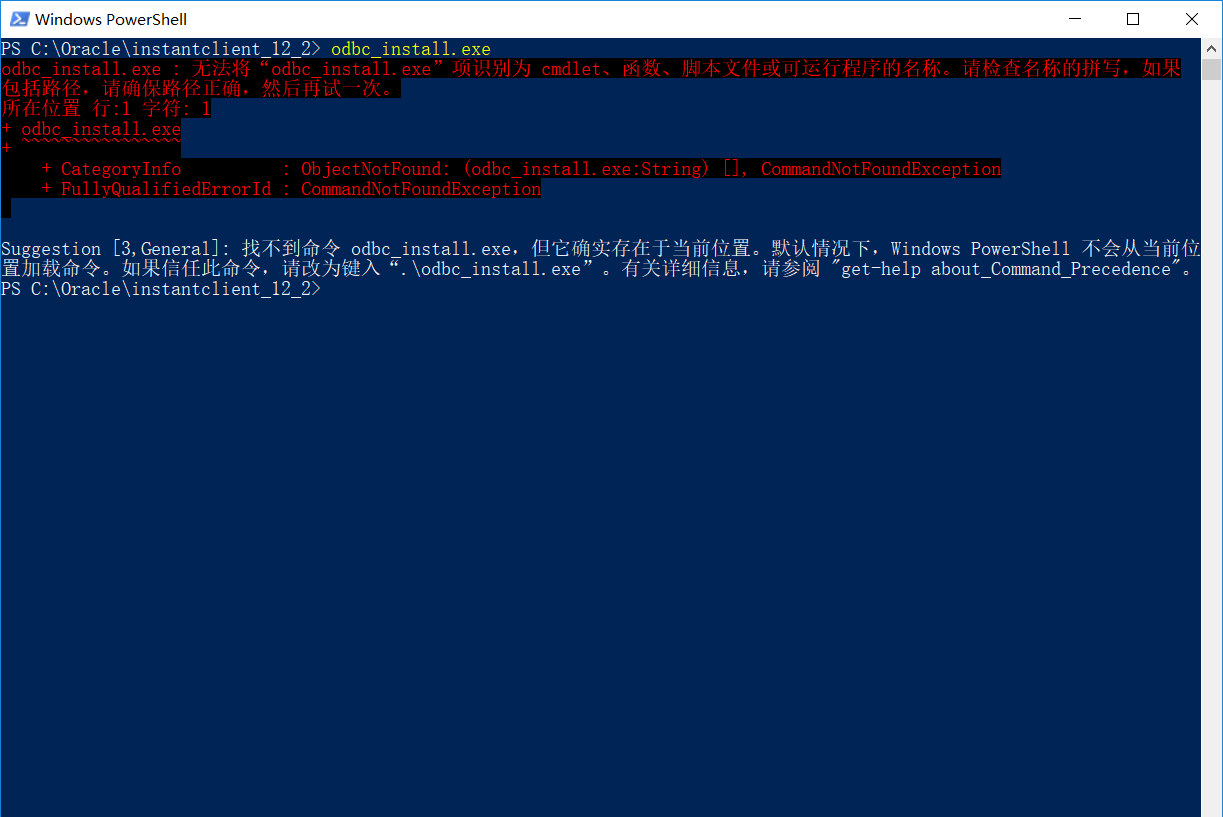 Windows PowerShell
PS C:\Oracle\instantclient_12_2> odbc_install.exe
odbc_install.exe : 无法将“odbc_install.exe”项识别为 cmdlet、函数、脚本文件或可运行程序的名称。请检查名称的拼写，如果
包括路径，请确保路径正确，然后再试一次。
所在位置 行:1 字符: 1
+ odbc_install.exe
+ ~~~~~~~~~~~~~~~~
    + CategoryInfo          : ObjectNotFound: (odbc_install.exe:String) [], CommandNotFoundException
    + FullyQualifiedErrorId : CommandNotFoundException
Suggestion [3,General]: 找不到命令 odbc_install.exe，但它确实存在于当前位置。默认情况下，Windows PowerShell 不会从当前位
置加载命令。如果信任此命令，请改为键入“.\odbc_install.exe”。有关详细信息，请参阅 "get-help about_Command_Precedence"。
PS C:\Oracle\instantclient_12_2>